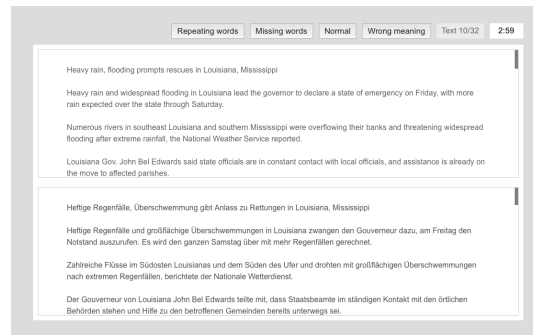 Repeating words Missing words Normal Wrong meaning Text 10/32 2:59
Heavy rain, flooding prompts rescues in Louisiana, Mississippi
Heavy rain and widespread flooding in Louisiana lead the governor to declare a state of emergency on Friday, with more
rain expected over the state through Saturday.
Numerous rivers in southeast Louisiana and southern Mississippi were overflowing their banks and threatening widespread
flooding after extreme rainfall, the National Weather Service reported.
Louisiana Gov. John Bel Edwards said state officials are in constant contact with local officials, and assistance is already on
the move to affected parishes.
Heftige Regenfälle, Überschwemmung gibt Anlass zu Rettungen in Louisiana, Mississippi
Heftige Regenfälle und großflächige Überschwemmungen in Louisiana zwangen den Gouverneur dazu, am Freitag den
Notstand auszurufen. Es wird den ganzen Samstag über mit mehr Regenfällen gerechnet.
Zahlreiche Flüsse im Südosten Louisianas und dem Süden des Ufer und drohten mit großflächigen Überschwemmungen
nach extremen Regenfällen, berichtete der Nationale Wetterdienst.
Der Gouverneur von Louisiana John Bel Edwards teilte mit, dass Staatsbeamte im ständigen Kontakt mit den örtlichen
Behörden stehen und Hilfe zu den betroffenen Gemeinden bereits unterwegs sei.